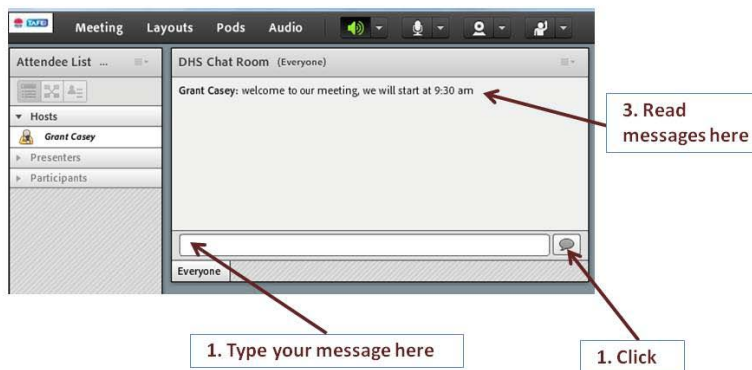 TAFE
Meeting Layouts Pods Audio
Attendee List ...
DHS Chat Room (Everyone)
Grant Casey: welcome to our meeting, we will start at 9:30 am
Hosts
Grant Casey
Presenters
Participants
3. Read
messages here
Everyone
1. Type your message here
1. Click